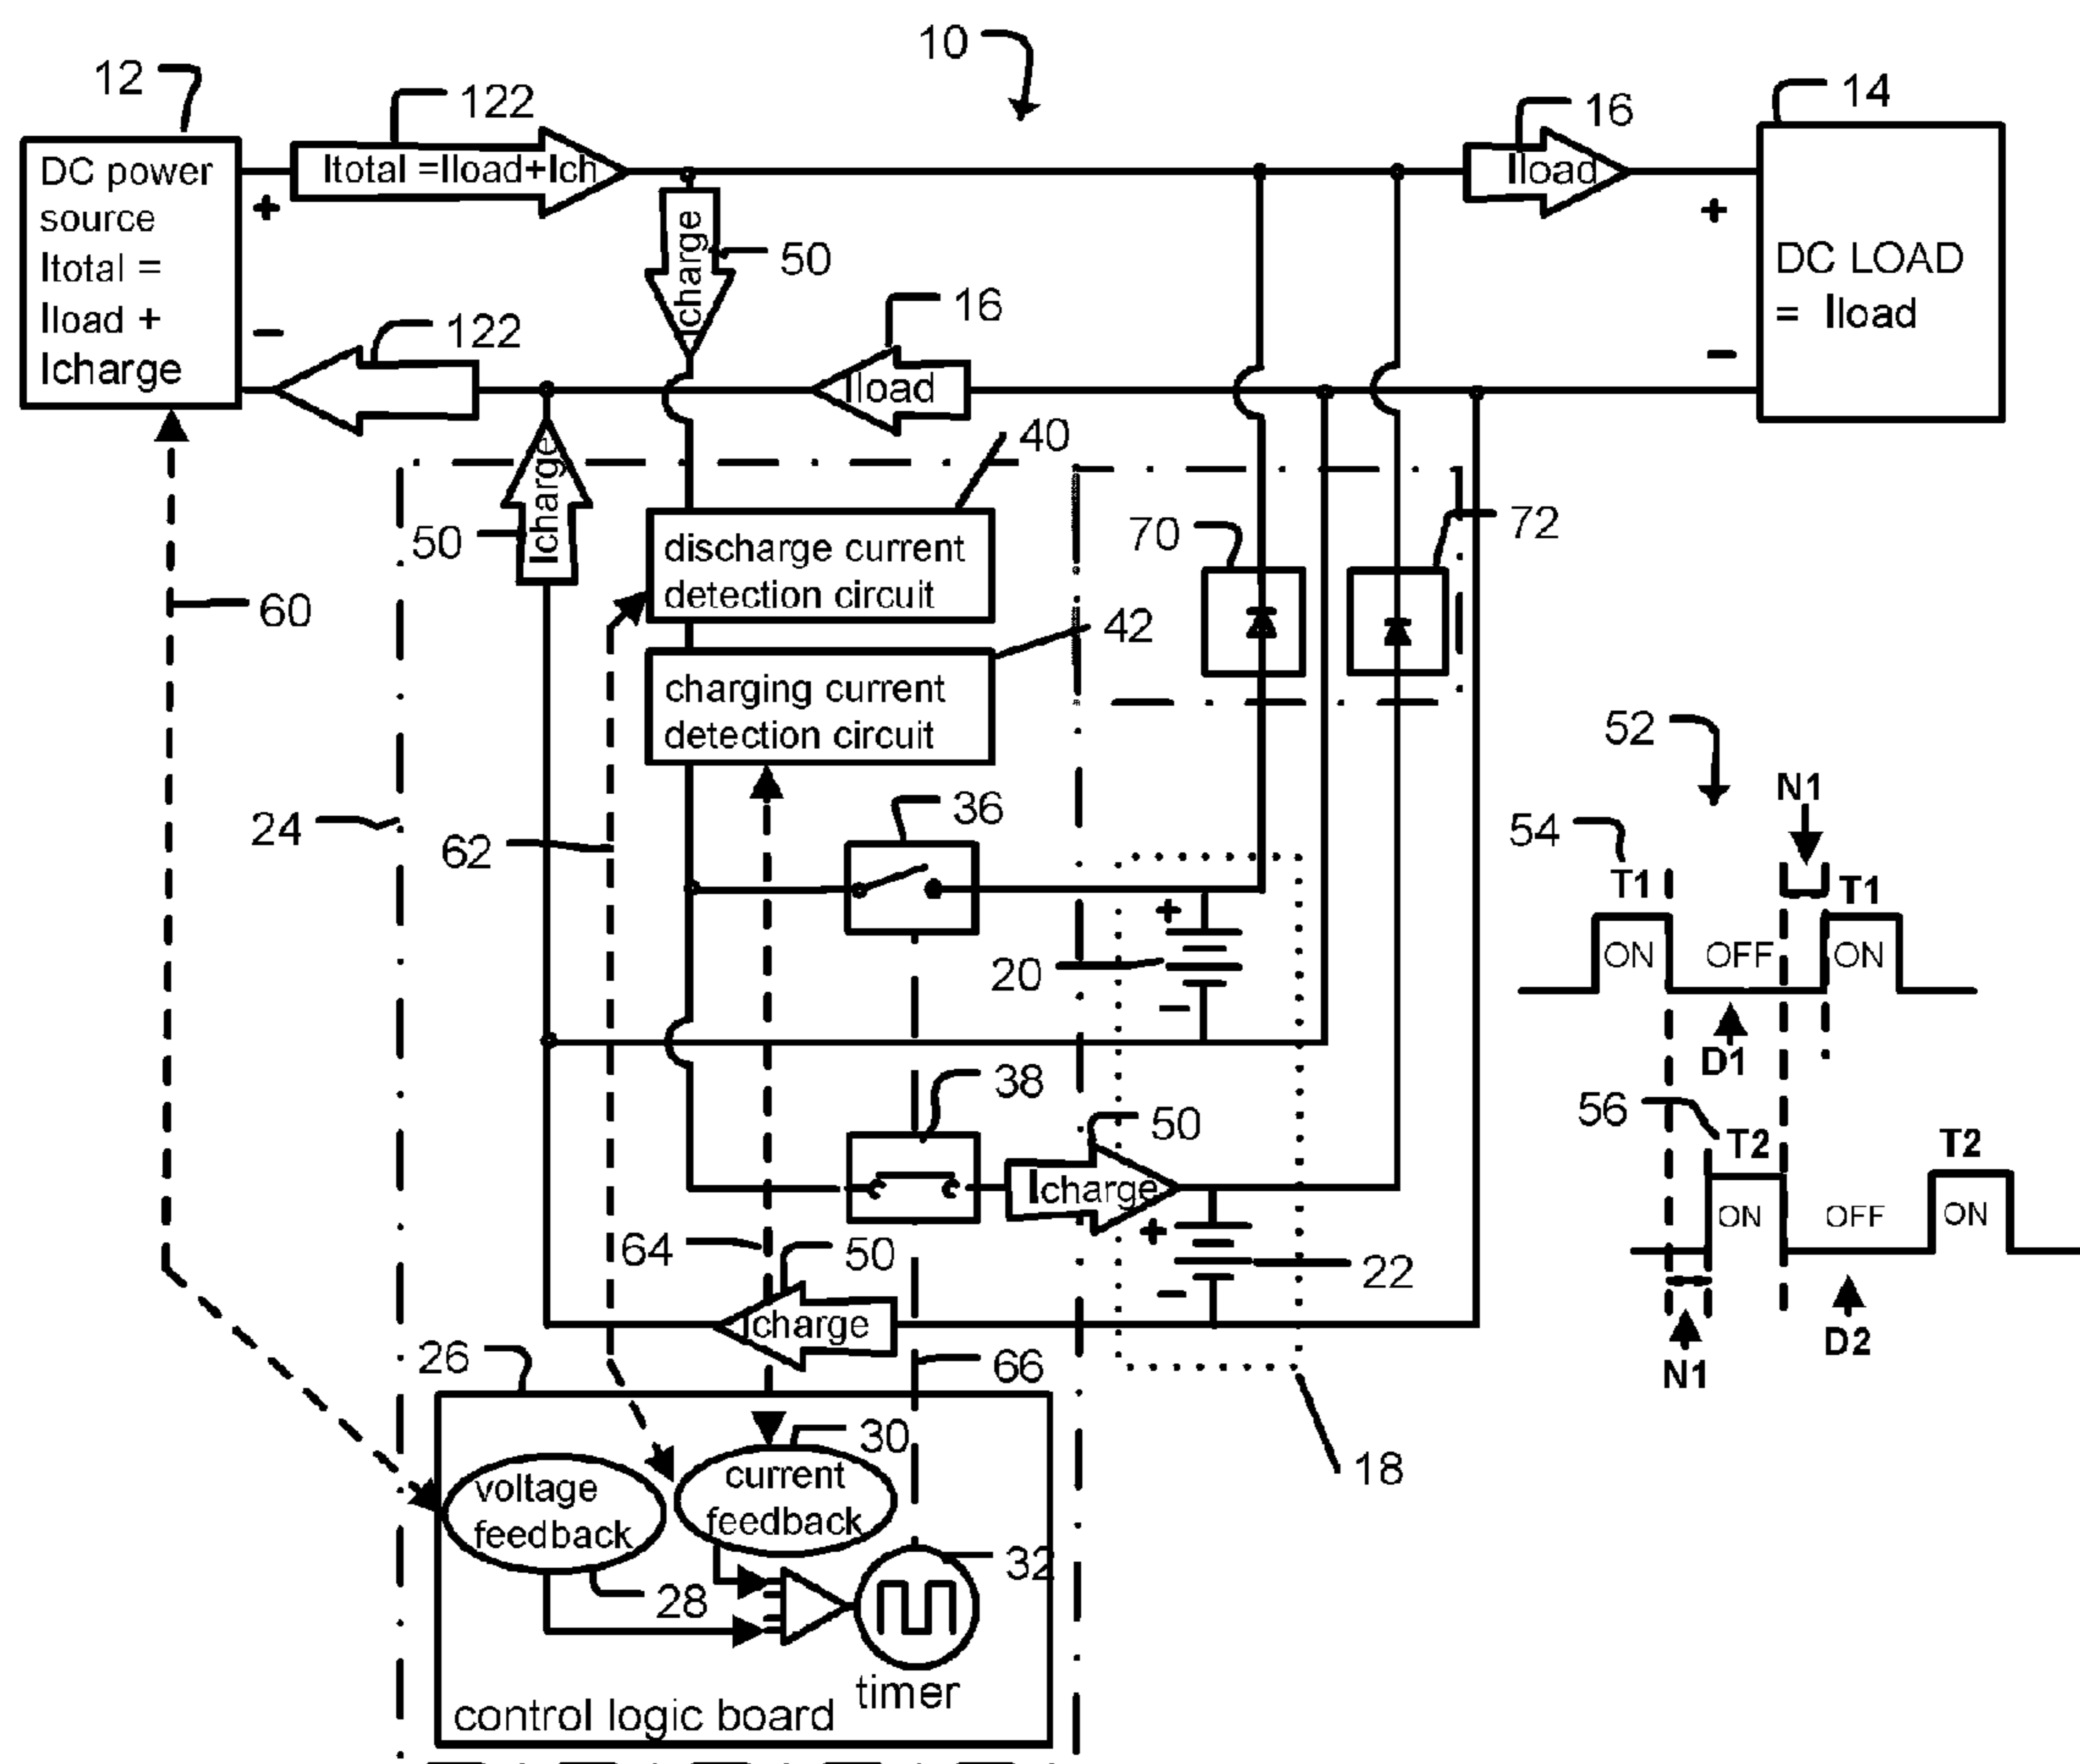 10
12
122
16
14
DC power
source
Itotal =
Iload +
Icharge
Itotal =Iload+Ich
+
−
Iload
+
−
DC LOAD
= Iload
Icharge
50
122
16
Iload
40
Icharge
50
discharge current
detection circuit
70
72
60
42
charging current
detection circuit
52
N1
24
62
36
54
T1
T1
ON
OFF
ON
D1
+
20
−
38
56
T2
T2
ON
OFF
ON
D2
N1
50
Icharge
+
64
50
22
−
Icharge
26
66
18
30
voltage
feedback
current
feedback
32
28
timer
control logic board